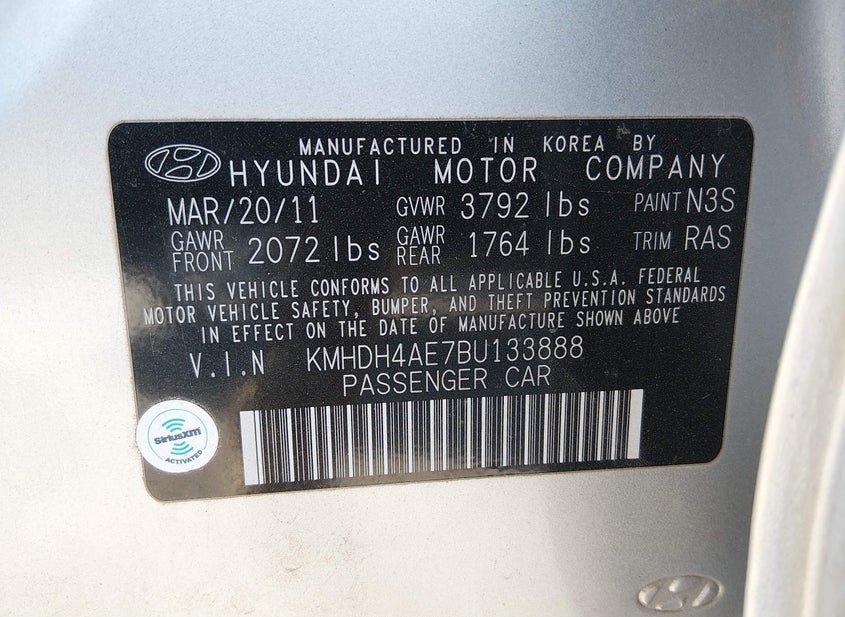 MANUFACTURED IN KOREA BY
HYUNDAI MOTOR COMPANY
MAR/20/11 GVWR 3792 lbs PAINT N3S
GAWR FRONT 2072 lbs GAWR REAR 1764 lbs TRIM RAS
THIS VEHICLE CONFORMS TO ALL APPLICABLE U.S.A. FEDERAL
MOTOR VEHICLE SAFETY, BUMPER, AND THEFT PREVENTION STANDARDS
IN EFFECT ON THE DATE OF MANUFACTURE SHOWN ABOVE
V.I.N KMHDH4AE7BU133888
PASSENGER CAR
SiriusXM
ACTIVATED